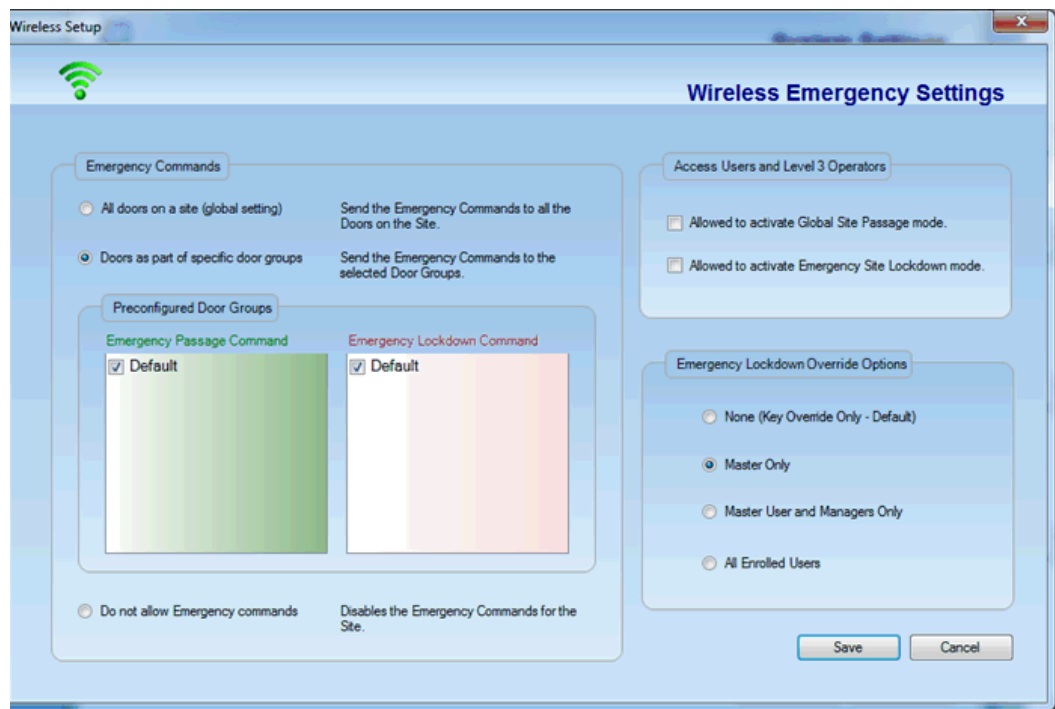 Wireless Setup
Wireless Emergency Settings
Emergency Commands
All doors on a site (global setting)
Send the Emergency Commands to all the
Doors on the Site.
Doors as part of specific door groups
Send the Emergency Commands to the
selected Door Groups.
Preconfigured Door Groups
Emergency Passage Command
Default
Emergency Lockdown Command
Default
Do not allow Emergency commands
Disables the Emergency Commands for the
Site.
Access Users and Level 3 Operators
Allowed to activate Global Site Passage mode.
Allowed to activate Emergency Site Lockdown mode.
Emergency Lockdown Override Options
None (Key Override Only - Default)
Master Only
Master User and Managers Only
All Enrolled Users
Save
Cancel